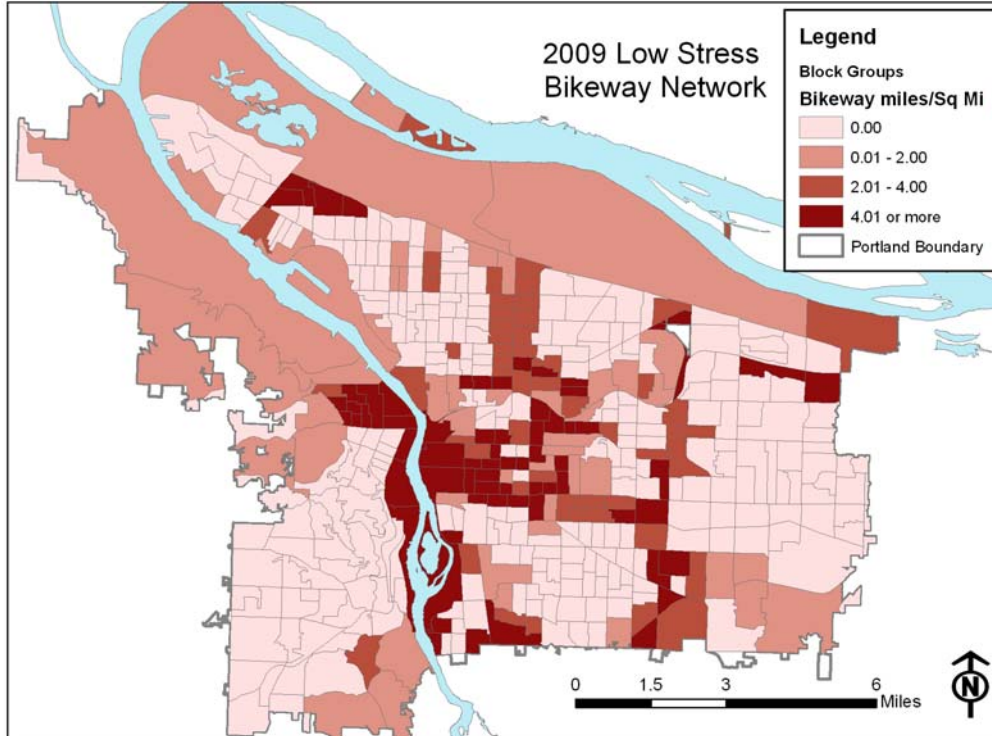 2009 Low Stress
Bikeway Network
Legend
Block Groups
Bikeway miles/Sq Mi
0.00
0.01 - 2.00
2.01 - 4.00
4.01 or more
Portland Boundary
0 1.5 3 6
Miles
N